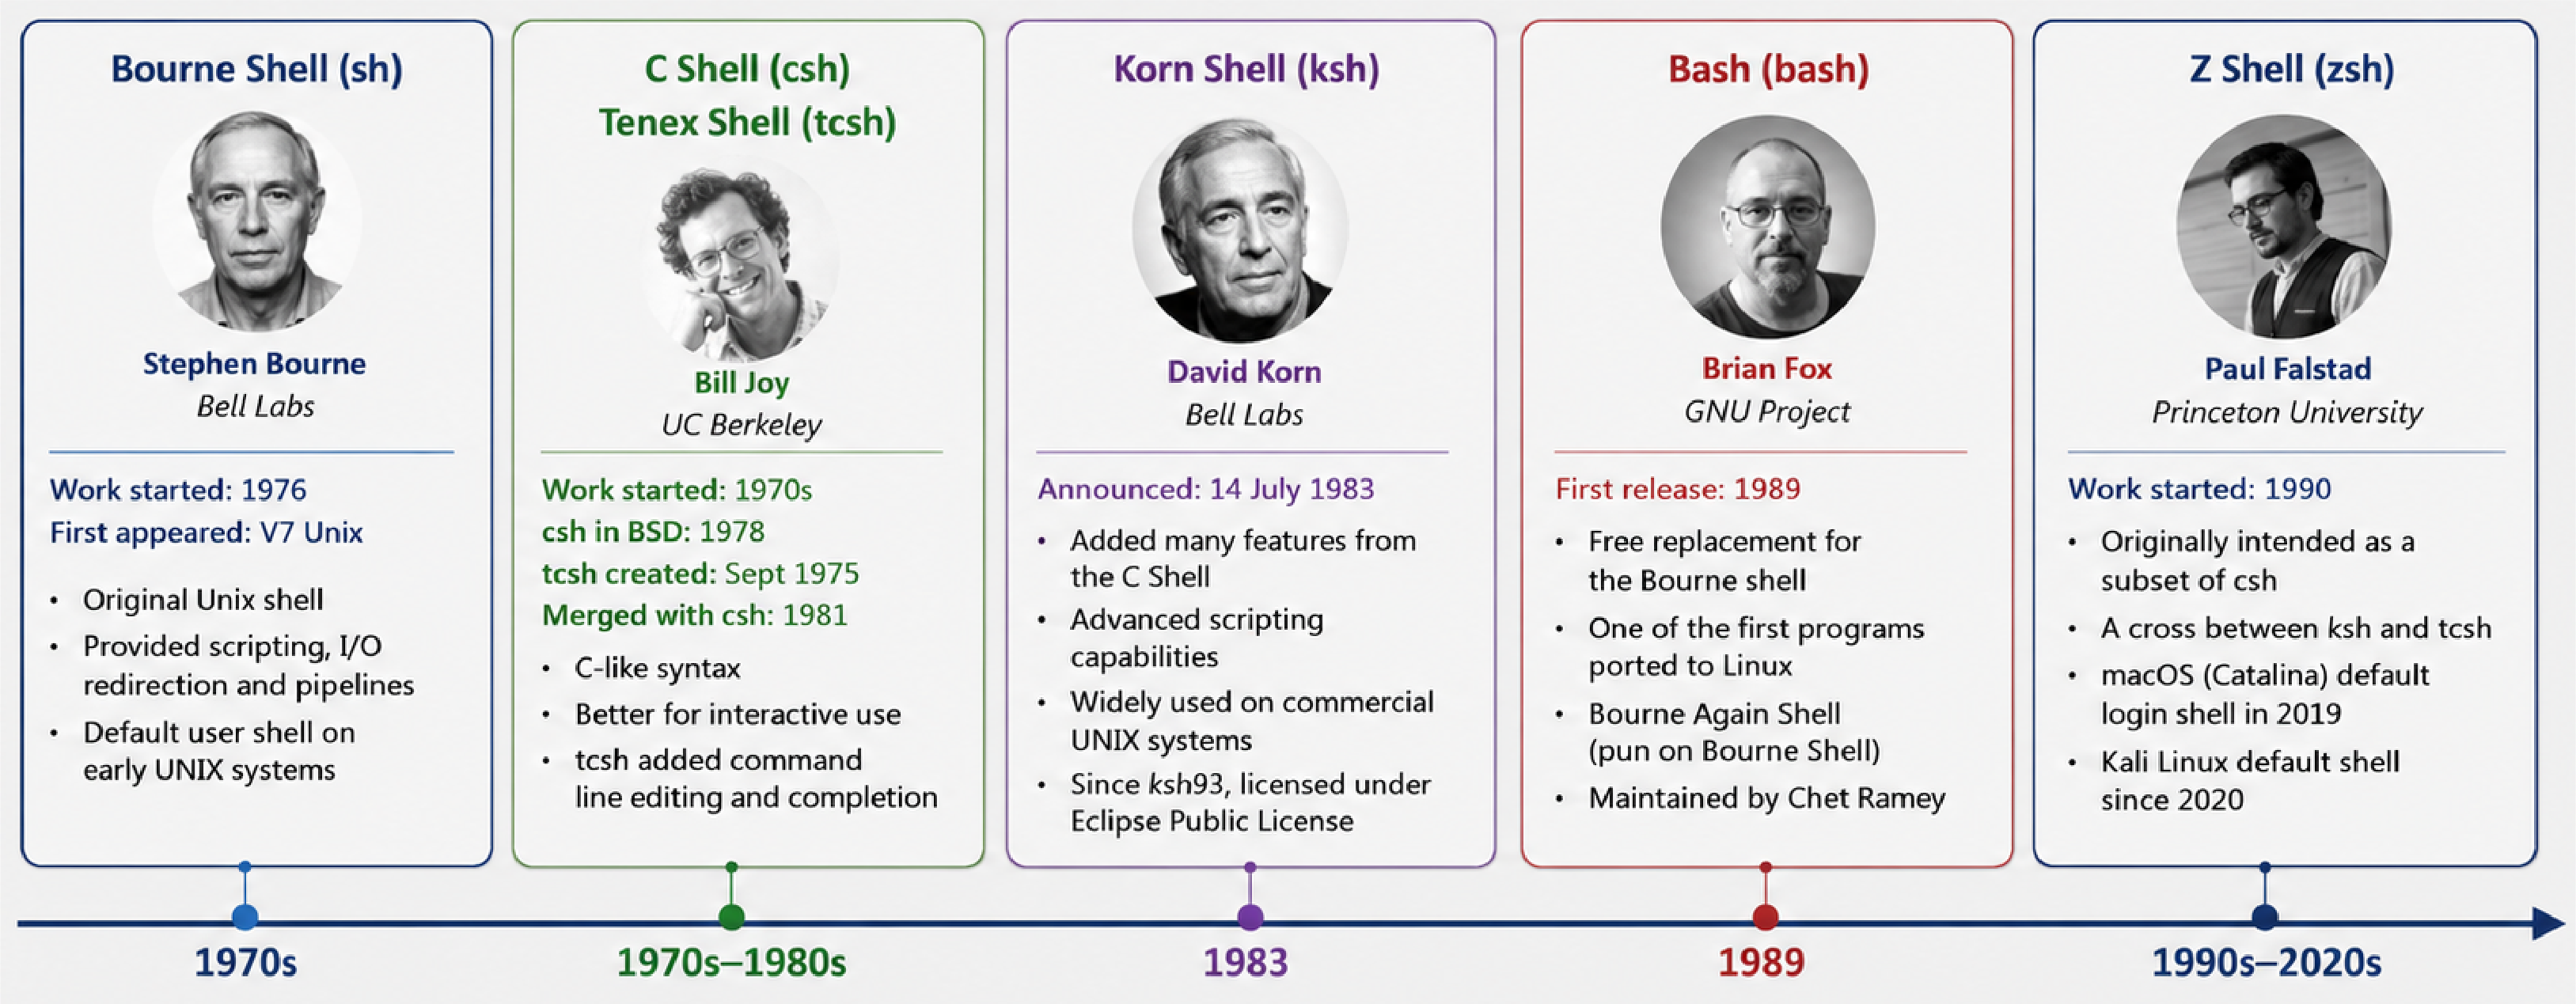 Bourne Shell (sh)
Stephen Bourne
Bell Labs
Work started: 1976
First appeared: V7 Unix
• Original Unix shell
• Provided scripting, I/O
redirection and pipelines
• Default user shell on
early UNIX systems
1970s
C Shell (csh)
Tenex Shell (tcsh)
Bill Joy
UC Berkeley
Work started: 1970s
csh in BSD: 1978
tcsh created: Sept 1975
Merged with csh: 1981
• C-like syntax
• Better for interactive use
• tcsh added command
line editing and completion
1970s–1980s
Korn Shell (ksh)
David Korn
Bell Labs
Announced: 14 July 1983
• Added many features from
the C Shell
• Advanced scripting
capabilities
• Widely used on commercial
UNIX systems
• Since ksh93, licensed under
Eclipse Public License
1983
Bash (bash)
Brian Fox
GNU Project
First release: 1989
• Free replacement for
the Bourne shell
• One of the first programs
ported to Linux
• Bourne Again Shell
(pun on Bourne Shell)
• Maintained by Chet Ramey
1989
Z Shell (zsh)
Paul Falstad
Princeton University
Work started: 1990
• Originally intended as a
subset of csh
• A cross between ksh and tcsh
• macOS (Catalina) default
login shell in 2019
• Kali Linux default shell
since 2020
1990s–2020s